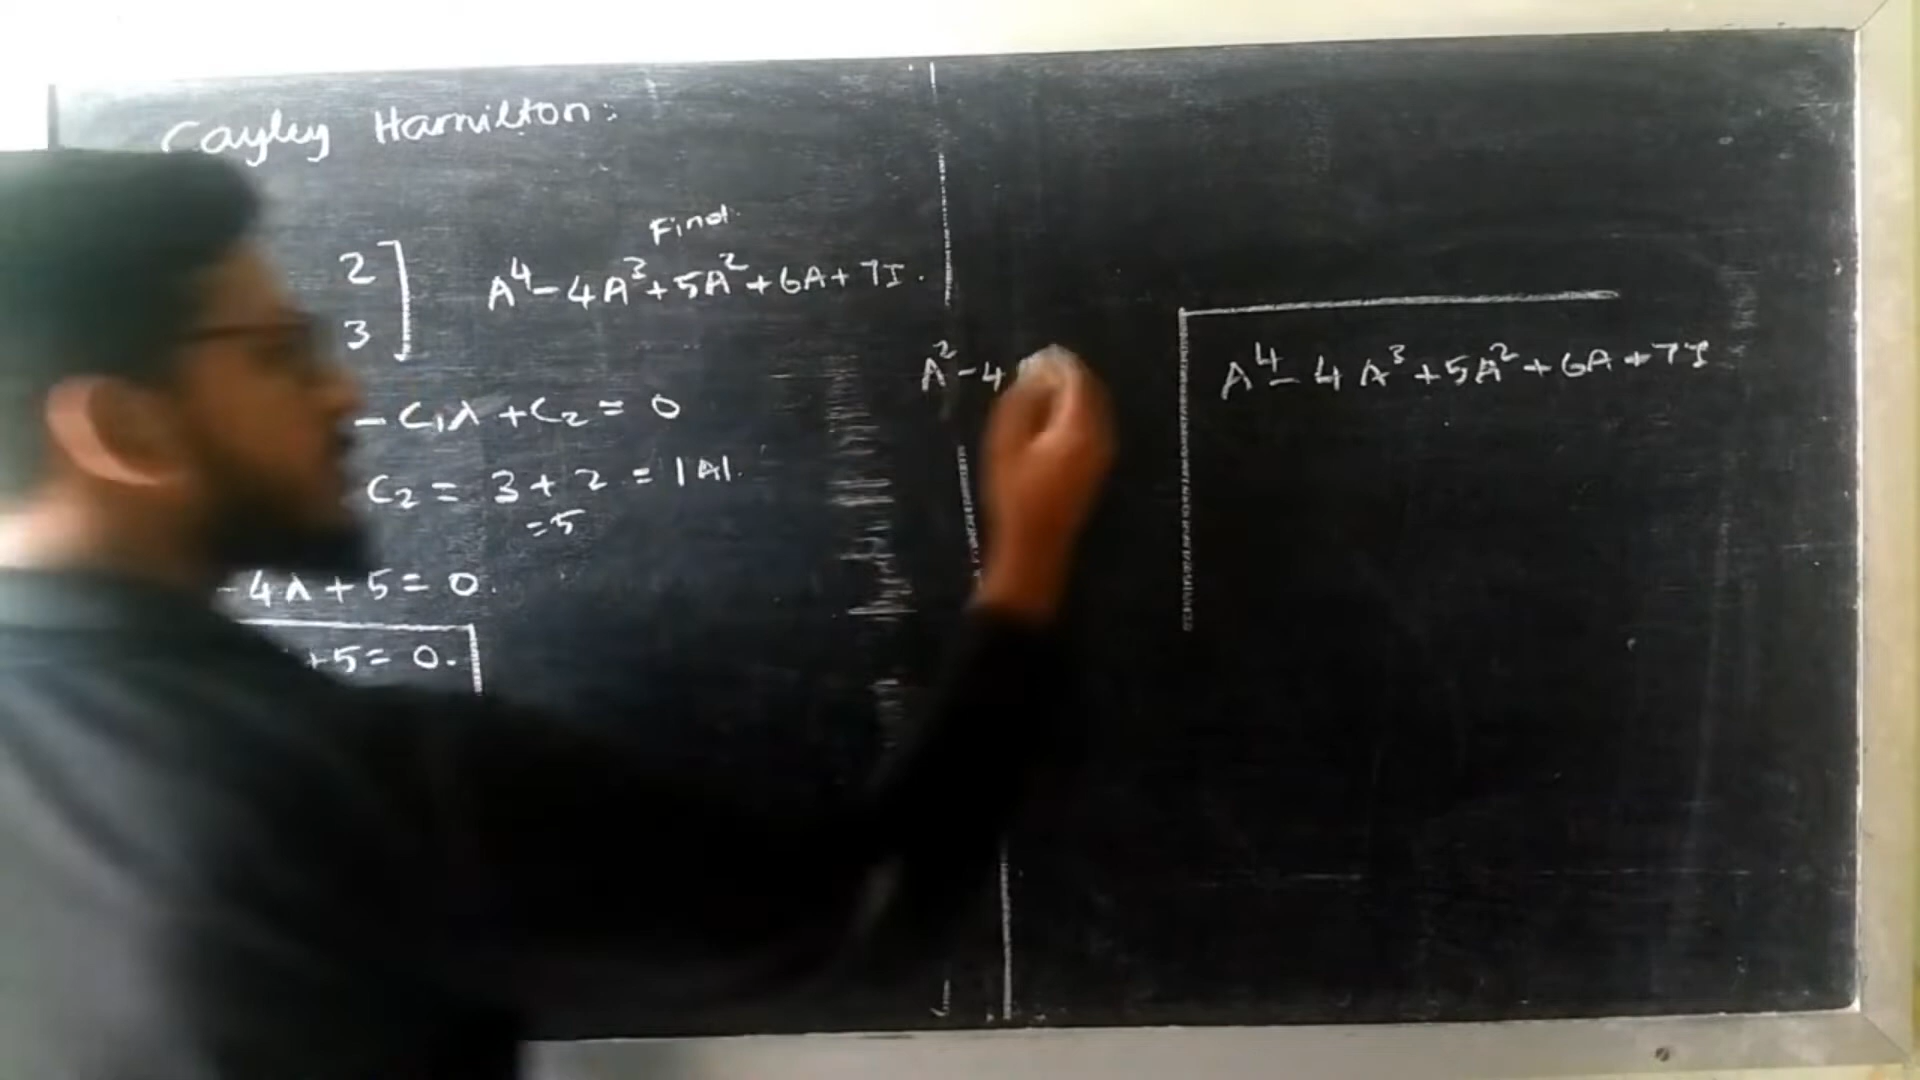 Cayley Hamilton:
Find.
2
3
A⁴ - 4A³ + 5A² + 6A + 7I.
- C₁λ + C₂ = 0
C₂ = 3 + 2 = |A|.
= 5
- 4λ + 5 = 0.
+ 5 = 0.
A² - 4
A⁴ - 4A³ + 5A² + 6A + 7I